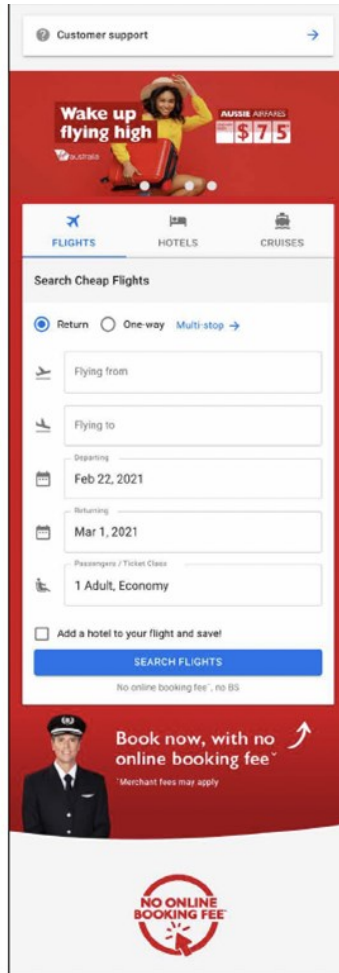 Customer support
Wake up
flying high
australia
AUSSIE AIRFARES
$75
FLIGHTS
HOTELS
CRUISES
Search Cheap Flights
Return
One-way
Multi-stop
Flying from
Flying to
Departing
Feb 22, 2021
Returning
Mar 1, 2021
Passengers / Ticket Class
1 Adult, Economy
Add a hotel to your flight and save!
SEARCH FLIGHTS
No online booking fee˜, no BS
Book now, with no
online booking fee˜
˜Merchant fees may apply
NO ONLINE
BOOKING FEE˜